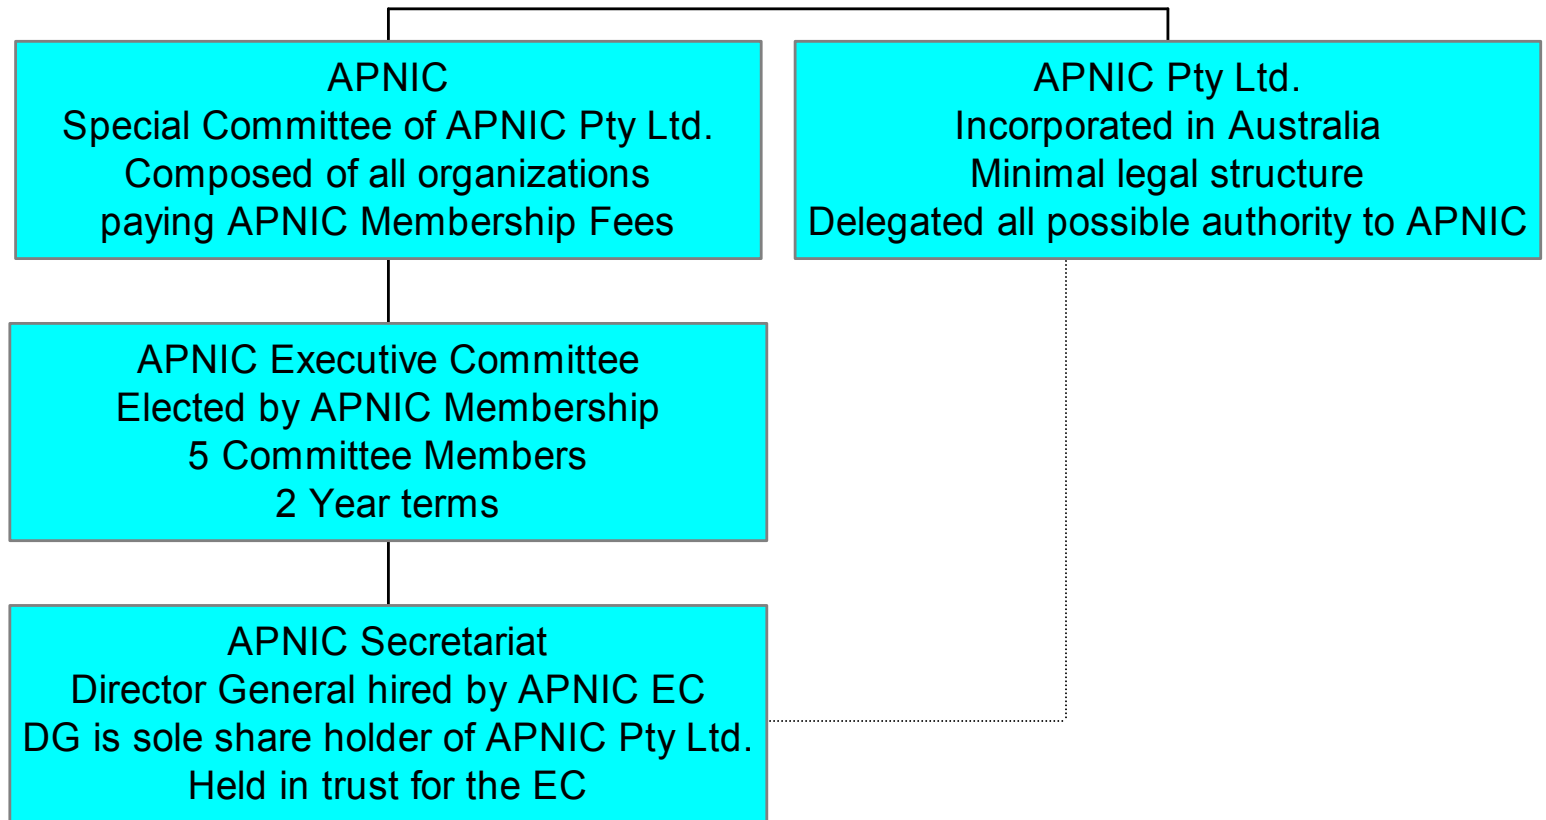 APNIC
Special Committee of APNIC Pty Ltd.
Composed of all organizations
paying APNIC Membership Fees
APNIC Pty Ltd.
Incorporated in Australia
Minimal legal structure
Delegated all possible authority to APNIC
APNIC Executive Committee
Elected by APNIC Membership
5 Committee Members
2 Year terms
APNIC Secretariat
Director General hired by APNIC EC
DG is sole share holder of APNIC Pty Ltd.
Held in trust for the EC